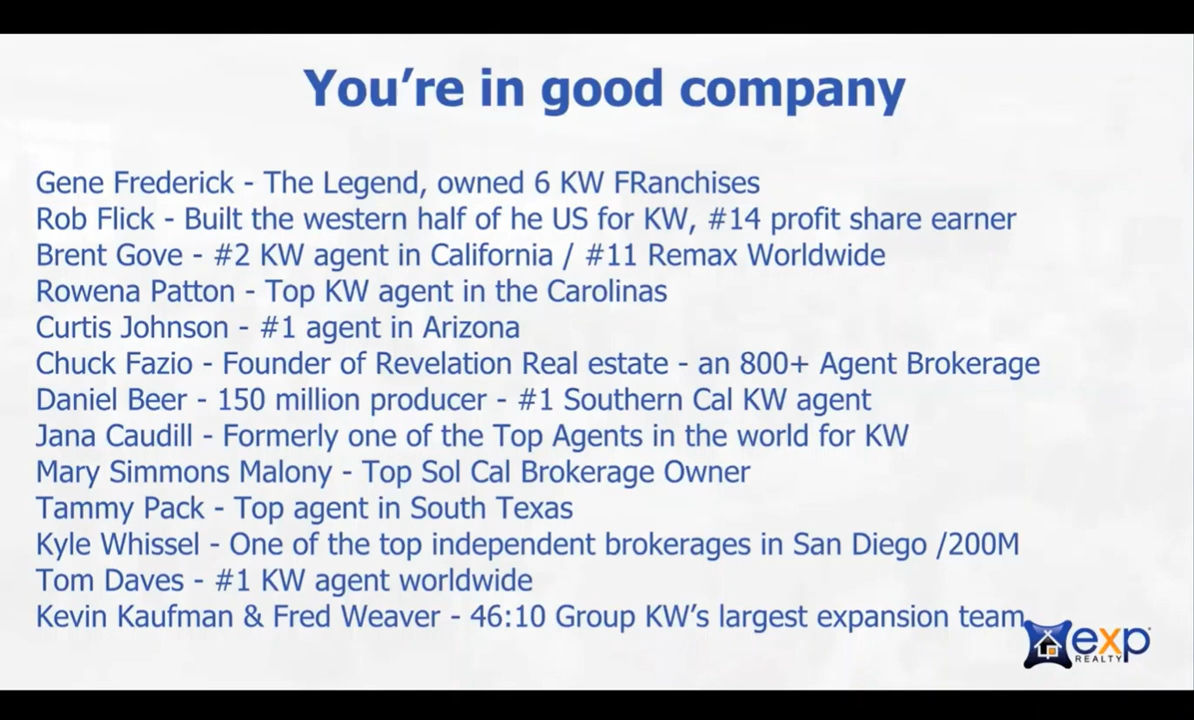 You're in good company
Gene Frederick - The Legend, owned 6 KW FRanchises
Rob Flick - Built the western half of he US for KW, #14 profit share earner
Brent Gove - #2 KW agent in California / #11 Remax Worldwide
Rowena Patton - Top KW agent in the Carolinas
Curtis Johnson - #1 agent in Arizona
Chuck Fazio - Founder of Revelation Real estate - an 800+ Agent Brokerage
Daniel Beer - 150 million producer - #1 Southern Cal KW agent
Jana Caudill - Formerly one of the Top Agents in the world for KW
Mary Simmons Malony - Top Sol Cal Brokerage Owner
Tammy Pack - Top agent in South Texas
Kyle Whissel - One of the top independent brokerages in San Diego /200M
Tom Daves - #1 KW agent worldwide
Kevin Kaufman & Fred Weaver - 46:10 Group KW's largest expansion team
exp
REALTY